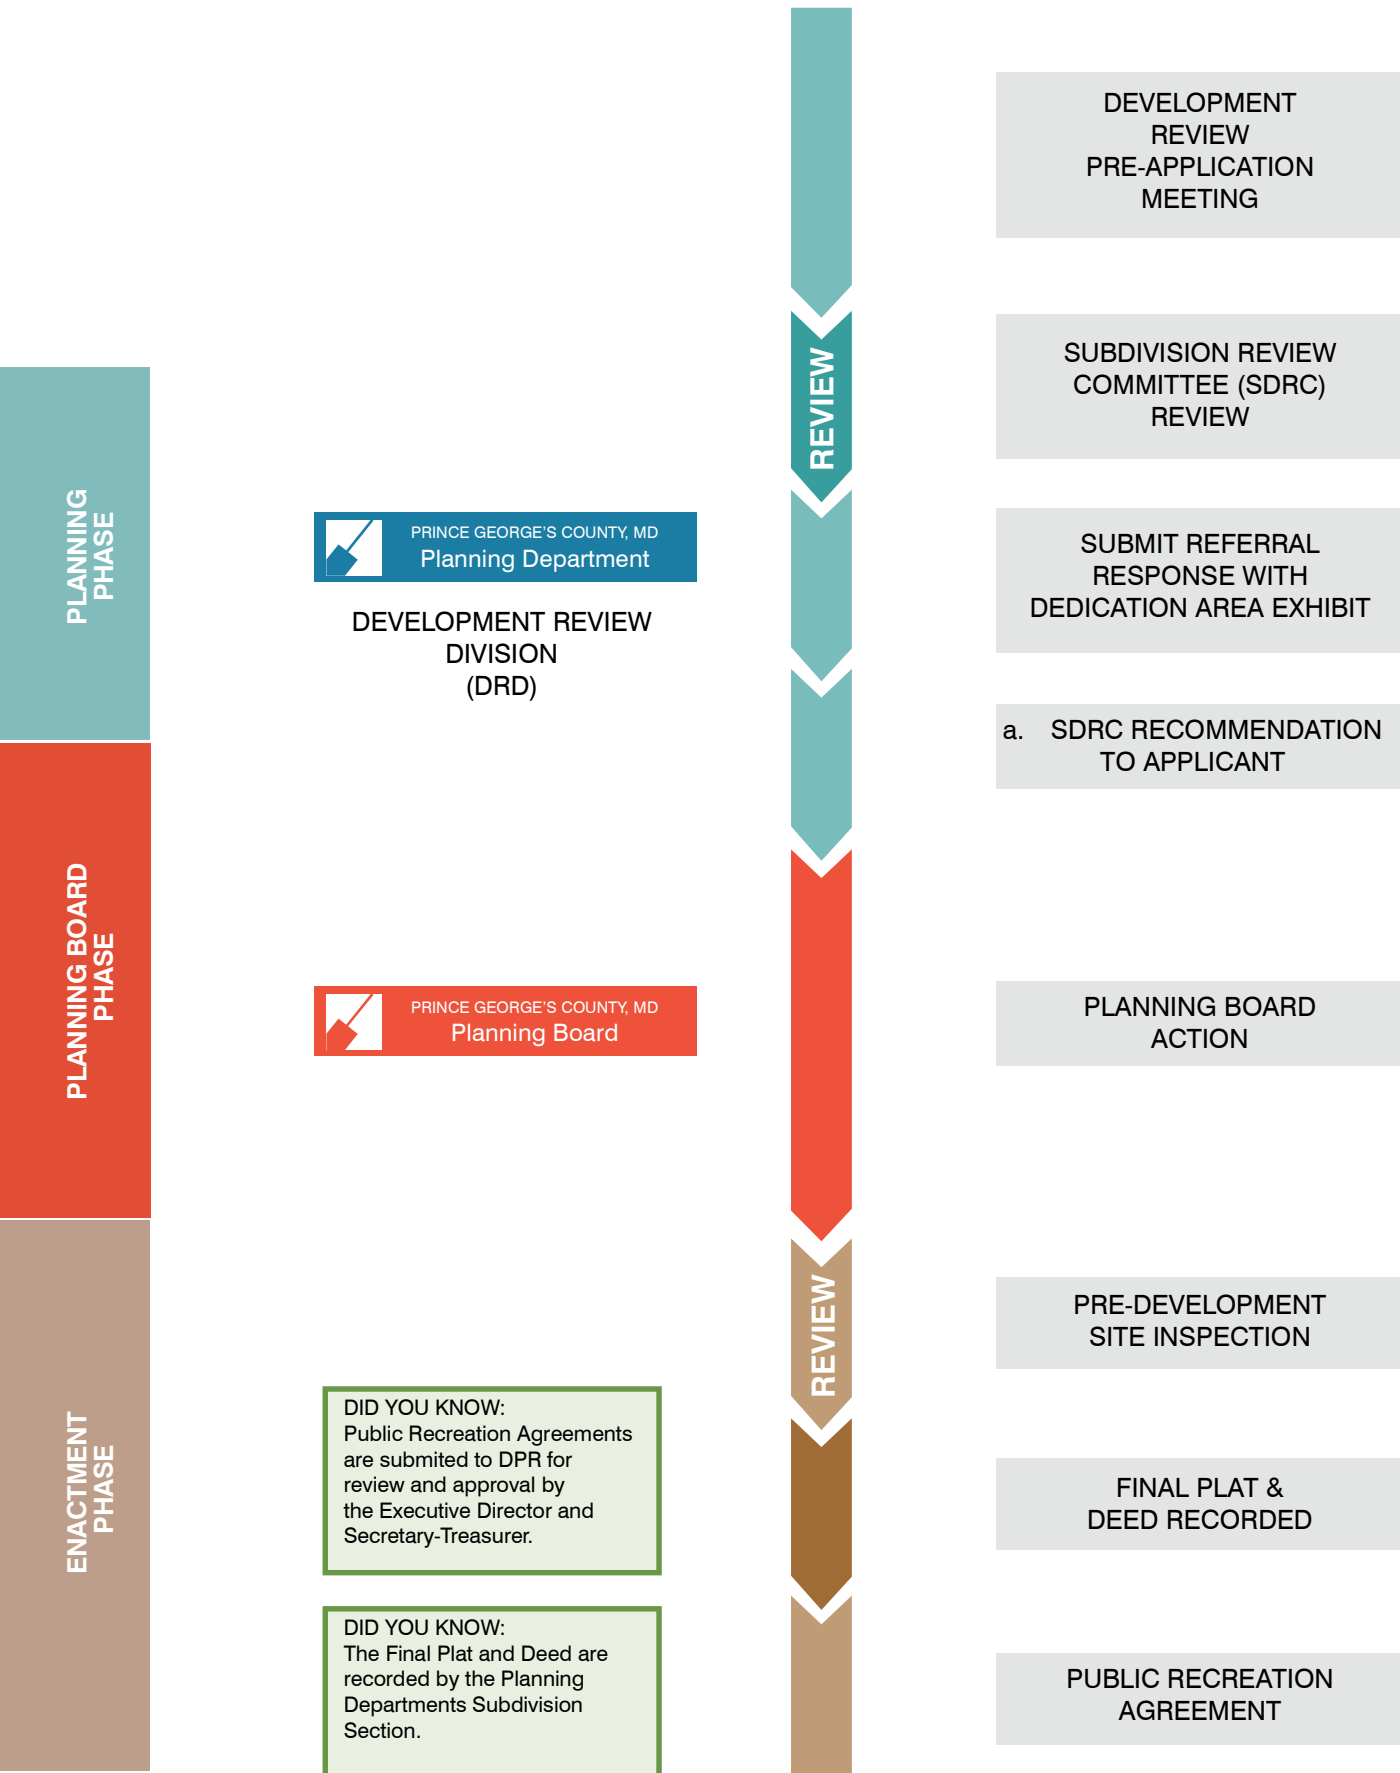 DEVELOPMENT
REVIEW
PRE-APPLICATION
MEETING
REVIEW
SUBDIVISION REVIEW
COMMITTEE (SDRC)
REVIEW
PLANNING
PHASE
PRINCE GEORGE'S COUNTY, MD
Planning Department
DEVELOPMENT REVIEW
DIVISION
(DRD)
SUBMIT REFERRAL
RESPONSE WITH
DEDICATION AREA EXHIBIT
a. SDRC RECOMMENDATION
TO APPLICANT
PLANNING BOARD
PHASE
PRINCE GEORGE'S COUNTY, MD
Planning Board
PLANNING BOARD
ACTION
REVIEW
PRE-DEVELOPMENT
SITE INSPECTION
ENACTMENT
PHASE
DID YOU KNOW:
Public Recreation Agreements
are submited to DPR for
review and approval by
the Executive Director and
Secretary-Treasurer.
FINAL PLAT &
DEED RECORDED
DID YOU KNOW:
The Final Plat and Deed are
recorded by the Planning
Departments Subdivision
Section.
PUBLIC RECREATION
AGREEMENT